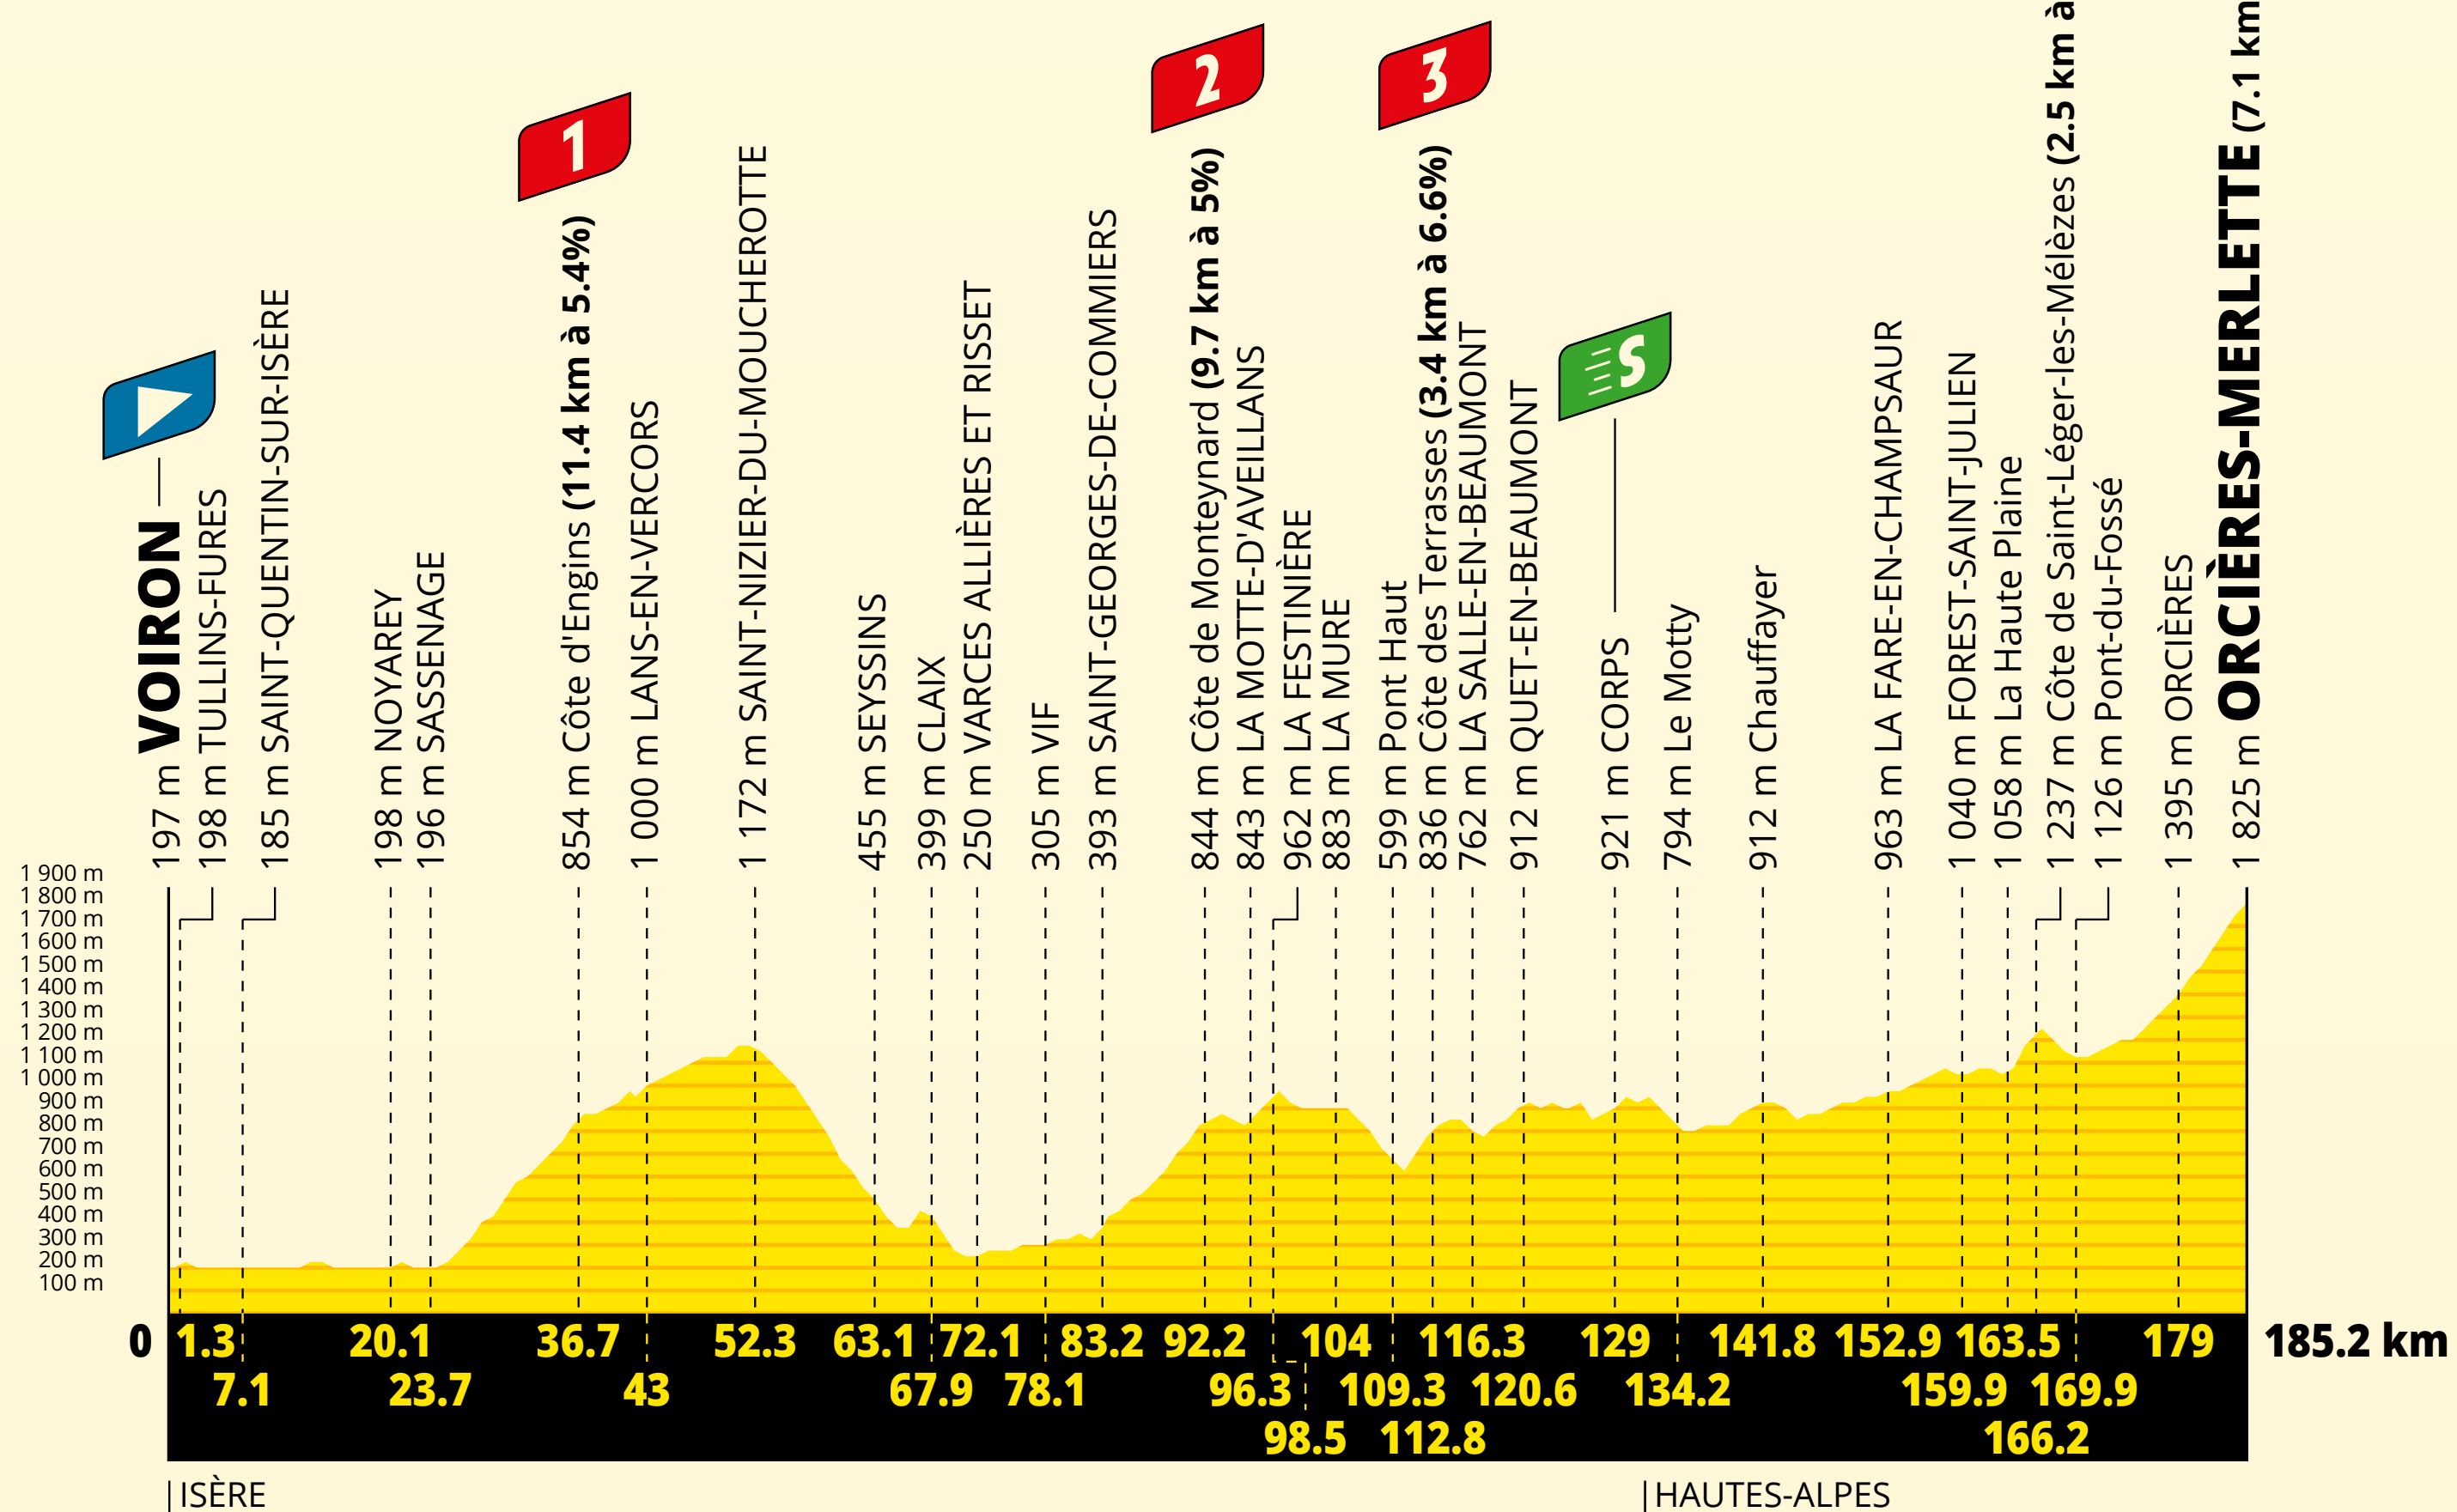 1
2
3
S
197 m VOIRON
198 m TULLINS-FURES
185 m SAINT-QUENTIN-SUR-ISÈRE
198 m NOYAREY
196 m SASSENAGE
854 m Côte d'Engins (11.4 km à 5.4%)
1 000 m LANS-EN-VERCORS
1 172 m SAINT-NIZIER-DU-MOUCHEROTTE
455 m SEYSSINS
399 m CLAIX
250 m VARCES ALLIÈRES ET RISSET
305 m VIF
393 m SAINT-GEORGES-DE-COMMIERS
844 m Côte de Monteynard (9.7 km à 5%)
843 m LA MOTTE-D'AVEILLANS
962 m LA FESTINIÈRE
883 m LA MURE
599 m Pont Haut
836 m Côte des Terrasses (3.4 km à 6.6%)
762 m LA SALLE-EN-BEAUMONT
912 m QUET-EN-BEAUMONT
921 m CORPS
794 m Le Motty
912 m Chauffayer
963 m LA FARE-EN-CHAMPSAUR
1 040 m FOREST-SAINT-JULIEN
1 058 m La Haute Plaine
1 237 m Côte de Saint-Léger-les-Mélèzes (2.5 km à
1 126 m Pont-du-Fossé
1 395 m ORCIÈRES
1 825 m ORCIÈRES-MERLETTE (7.1 km
1 900 m
1 800 m
1 700 m
1 600 m
1 500 m
1 400 m
1 300 m
1 200 m
1 100 m
1 000 m
900 m
800 m
700 m
600 m
500 m
400 m
300 m
200 m
100 m
0 1.3 20.1 36.7 52.3 63.1 72.1 83.2 92.2 104 116.3 129 141.8 152.9 163.5 179 185.2 km
7.1 23.7 43 67.9 78.1 96.3 109.3 120.6 134.2 159.9 169.9
98.5 112.8 166.2
ISÈRE HAUTES-ALPES